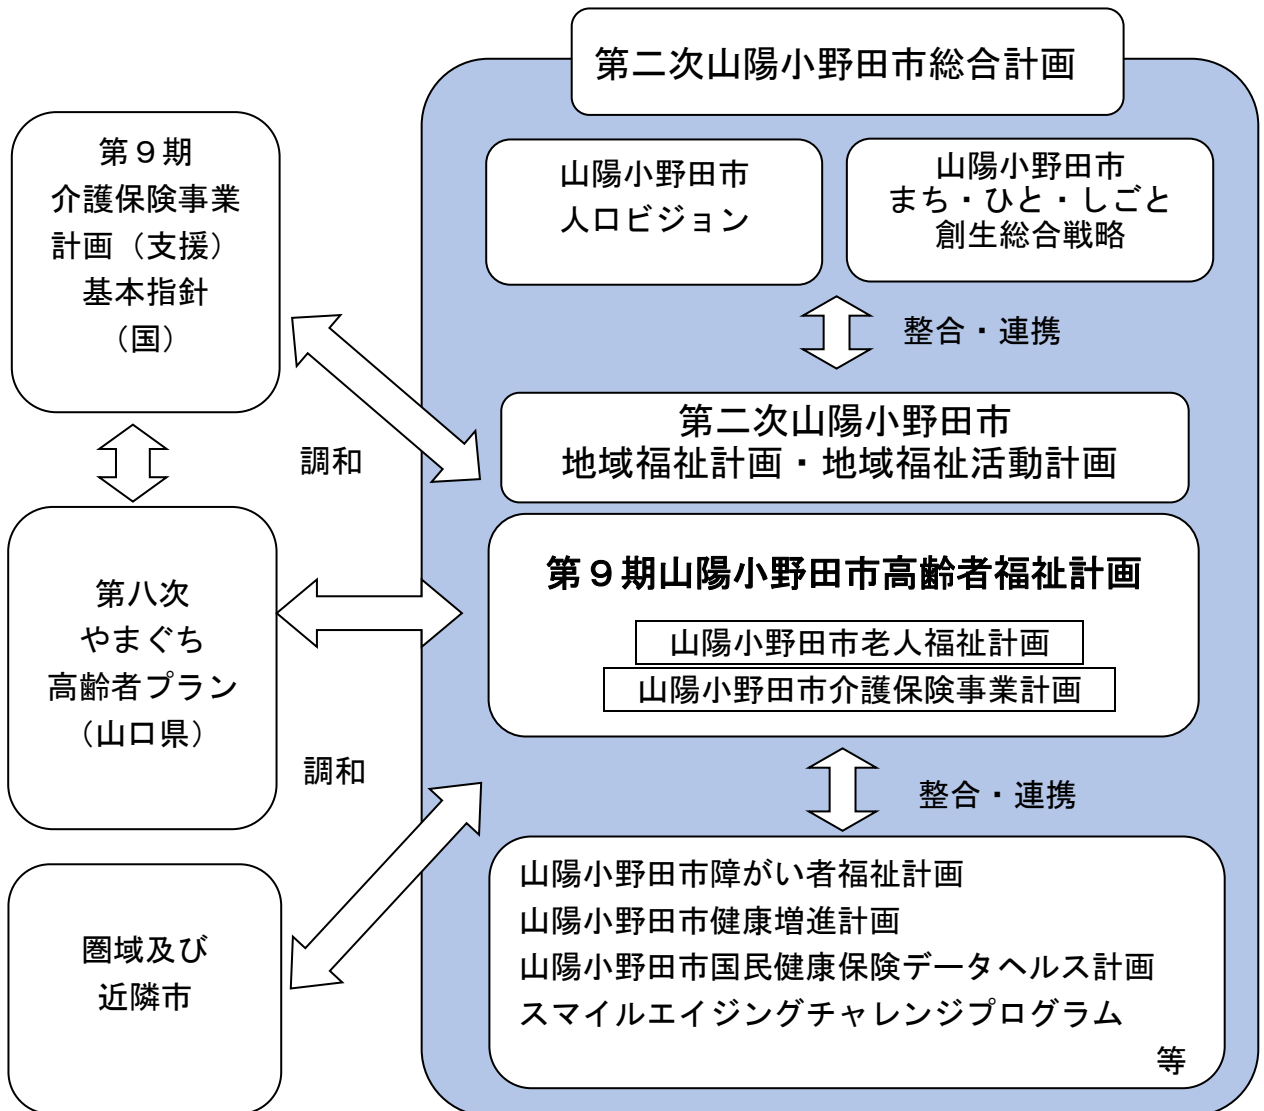 第二次山陽小野田市総合計画
第９期
介護保険事業
計画（支援）
基本指針
（国）
山陽小野田市
人口ビジョン
山陽小野田市
まち・ひと・しごと
創生総合戦略
整合・連携
調和
第二次山陽小野田市
地域福祉計画・地域福祉活動計画
第八次
やまぐち
高齢者プラン
（山口県）
第９期山陽小野田市高齢者福祉計画
山陽小野田市老人福祉計画
山陽小野田市介護保険事業計画
調和
整合・連携
圏域及び
近隣市
山陽小野田市障がい者福祉計画
山陽小野田市健康増進計画
山陽小野田市国民健康保険データヘルス計画
スマイルエイジングチャレンジプログラム
等